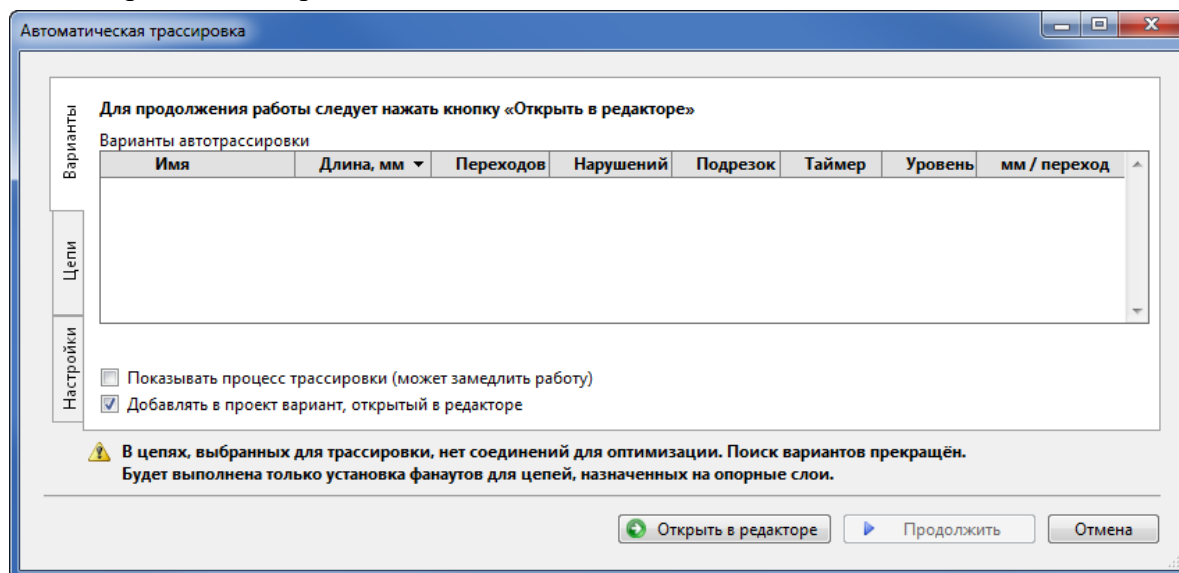 Автоматическая трассировка
Варианты
Цепи
Настройки
Для продолжения работы следует нажать кнопку «Открыть в редакторе»
Варианты автотрассировки
Имя Длина, мм Переходов Нарушений Подрезок Таймер Уровень мм / переход
Показывать процесс трассировки (может замедлить работу)
Добавлять в проект вариант, открытый в редакторе
В цепях, выбранных для трассировки, нет соединений для оптимизации. Поиск вариантов прекращён.
Будет выполнена только установка фанаутов для цепей, назначенных на опорные слои.
Открыть в редакторе Продолжить Отмена